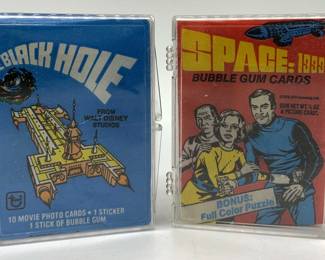 BLACK HOLE
FROM
WALT DISNEY
STUDIOS
10 MOVIE PHOTO CARDS • 1 STICKER
1 STICK OF BUBBLE GUM
SPACE: 1999
BUBBLE GUM CARDS
BONUS:
Full Color Puzzle